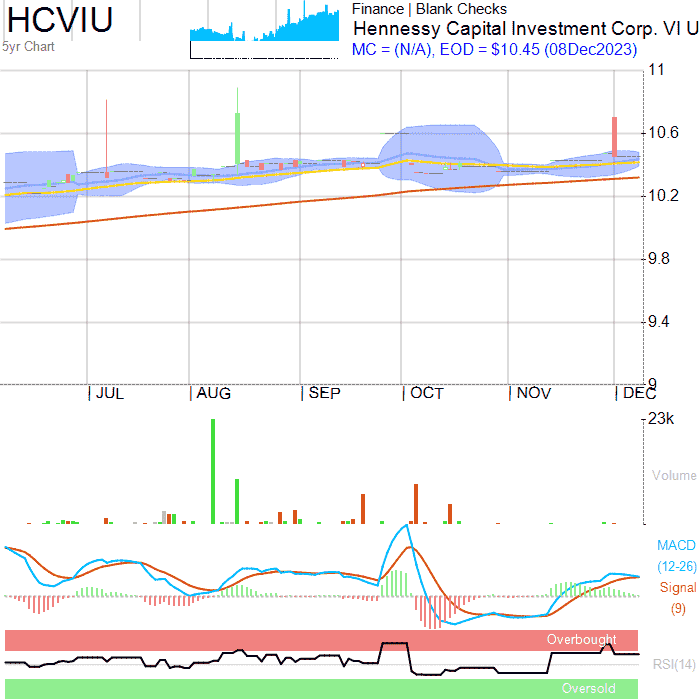 HCVIU
5yr Chart
Finance | Blank Checks
Hennessy Capital Investment Corp. VI U
MC = (N/A), EOD = $10.45 (08Dec2023)
11
10.6
10.2
9.8
9.4
9
JUL AUG SEP OCT NOV DEC
23k
Volume
MACD
(12-26)
Signal
(9)
Overbought
RSI(14)
Oversold